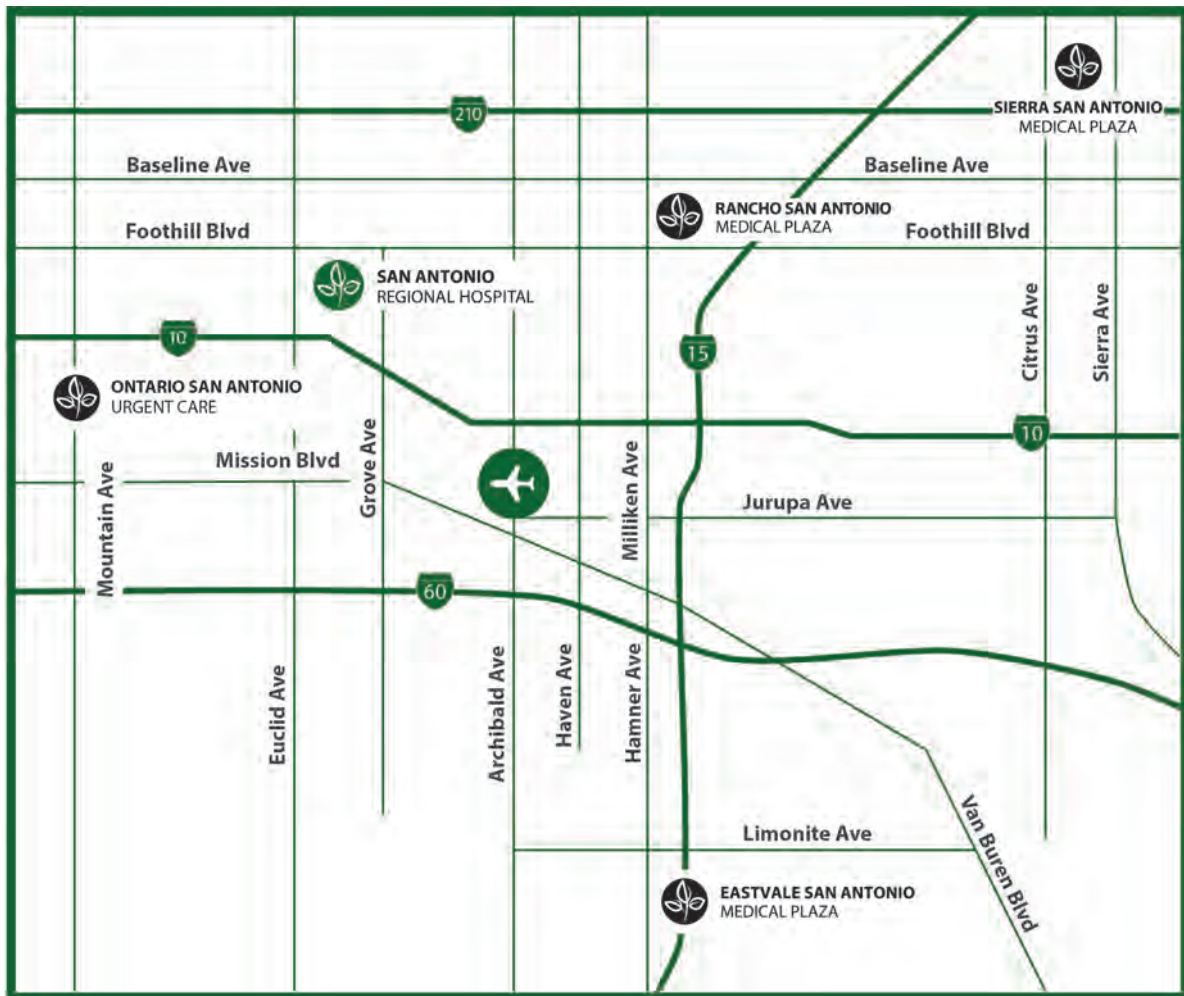 210
SIERRA SAN ANTONIO
MEDICAL PLAZA
Baseline Ave
Baseline Ave
RANCHO SAN ANTONIO
MEDICAL PLAZA
Foothill Blvd
Foothill Blvd
SAN ANTONIO
REGIONAL HOSPITAL
10
15
Citrus Ave
Sierra Ave
ONTARIO SAN ANTONIO
URGENT CARE
10
Mission Blvd
Mountain Ave
Grove Ave
Milliken Ave
Jurupa Ave
60
Euclid Ave
Archibald Ave
Haven Ave
Hamner Ave
Limonite Ave
Van Buren Blvd
EASTVALE SAN ANTONIO
MEDICAL PLAZA